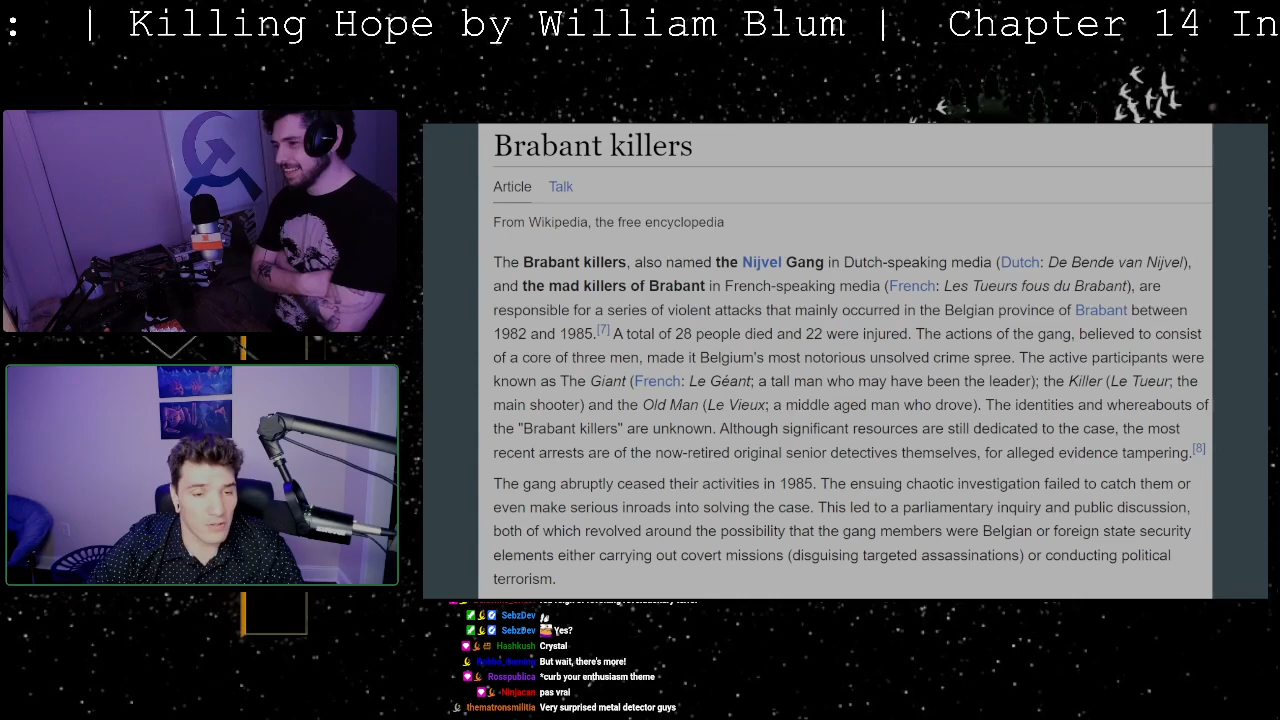 : | Killing Hope by William Blum | Chapter 14 In
Brabant killers
Article Talk
From Wikipedia, the free encyclopedia
The Brabant killers, also named the Nijvel Gang in Dutch-speaking media (Dutch: De Bende van Nijvel),
and the mad killers of Brabant in French-speaking media (French: Les Tueurs fous du Brabant), are
responsible for a series of violent attacks that mainly occurred in the Belgian province of Brabant between
1982 and 1985.[7] A total of 28 people died and 22 were injured. The actions of the gang, believed to consist
of a core of three men, made it Belgium's most notorious unsolved crime spree. The active participants were
known as The Giant (French: Le Géant; a tall man who may have been the leader); the Killer (Le Tueur; the
main shooter) and the Old Man (Le Vieux; a middle aged man who drove). The identities and whereabouts of
the "Brabant killers" are unknown. Although significant resources are still dedicated to the case, the most
recent arrests are of the now-retired original senior detectives themselves, for alleged evidence tampering.[8]
The gang abruptly ceased their activities in 1985. The ensuing chaotic investigation failed to catch them or
even make serious inroads into solving the case. This led to a parliamentary inquiry and public discussion,
both of which revolved around the possibility that the gang members were Belgian or foreign state security
elements either carrying out covert missions (disguising targeted assassinations) or conducting political
terrorism.
SebzDev
SebzDev Yes?
Hashkush Crystal
But wait, there's more!
Rosspublica *curb your enthusiasm theme
Ninjacan pas vrai
thematronsmilitia Very surprised metal detector guys